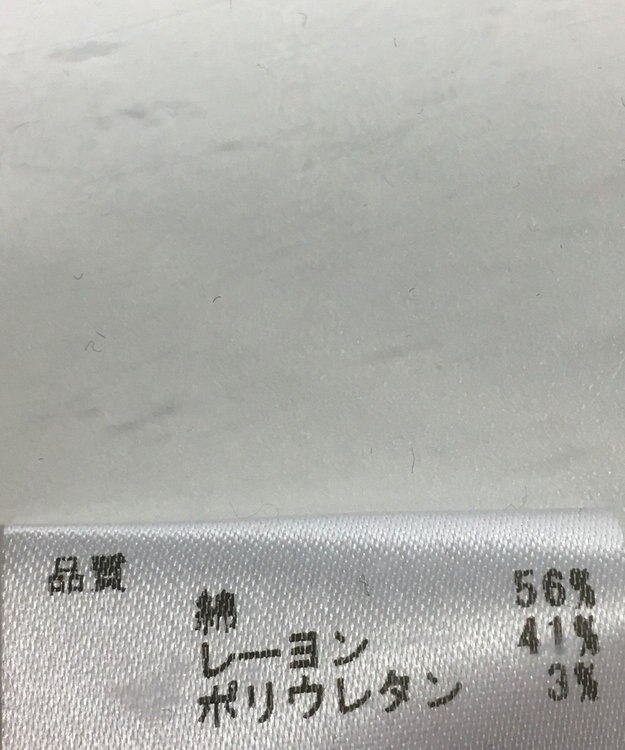 品質
綿 56%
レーヨン 41%
ポリウレタン 3%